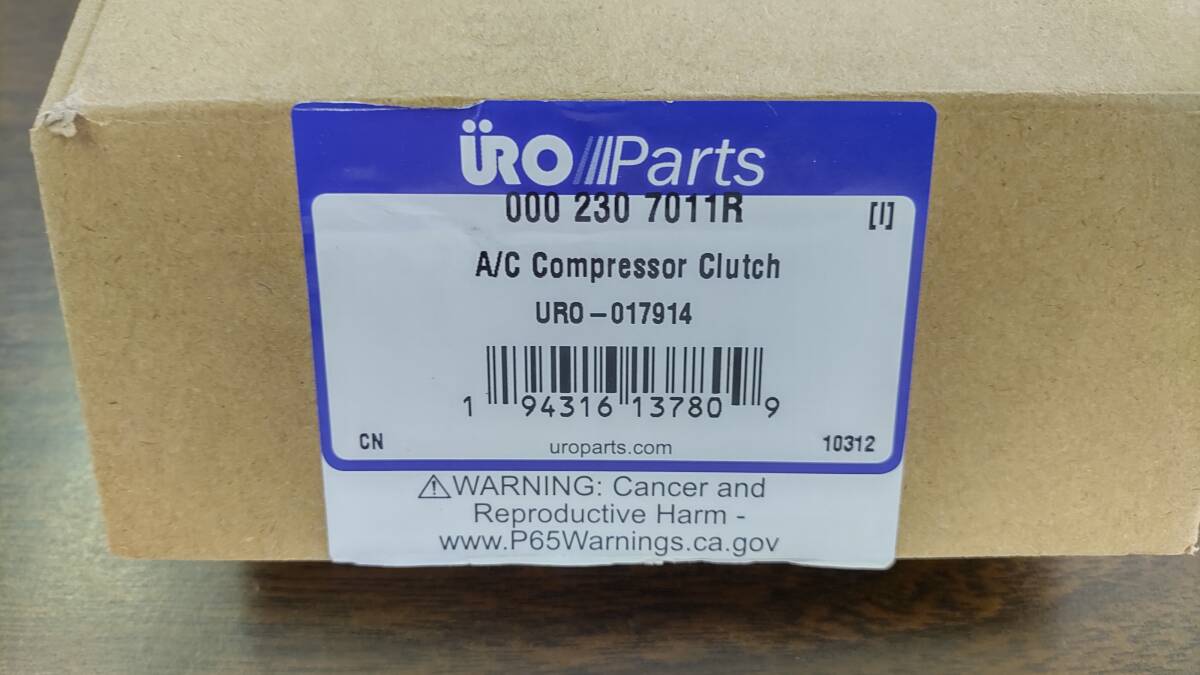 ÜRO Parts
000 230 7011R
[I]
A/C Compressor Clutch
URO-017914
1 94316 13780 9
CN
uroparts.com
10312
⚠WARNING: Cancer and
Reproductive Harm -
www.P65Warnings.ca.gov